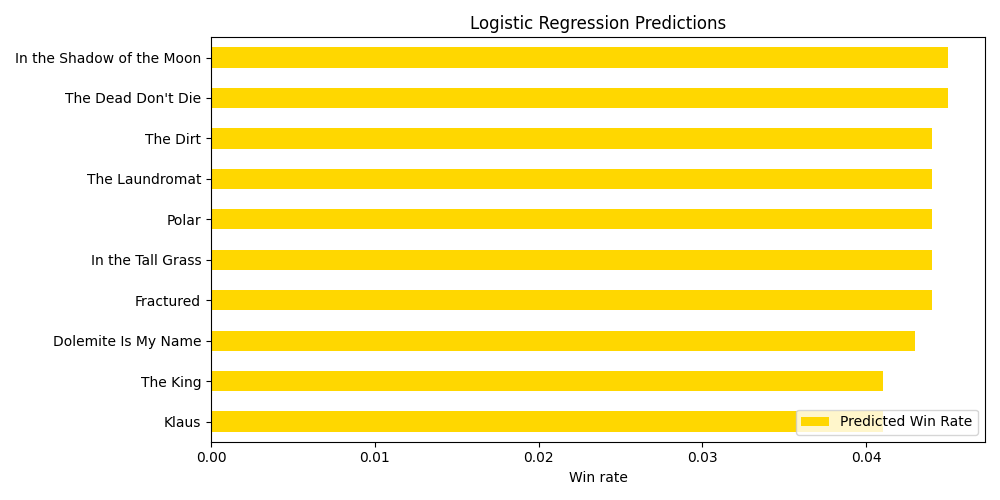 Logistic Regression Predictions
In the Shadow of the Moon
The Dead Don't Die
The Dirt
The Laundromat
Polar
In the Tall Grass
Fractured
Dolemite Is My Name
The King
Klaus
Predicted Win Rate
0.00 0.01 0.02 0.03 0.04
Win rate